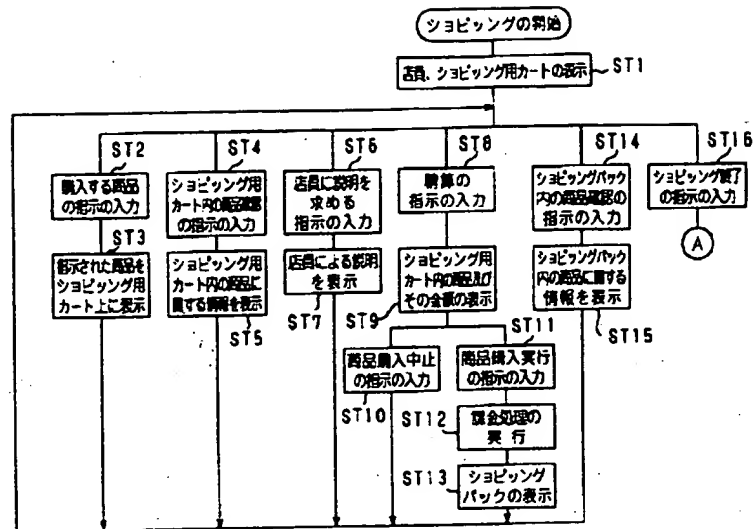 ショピッングの開始
店員、ショピッング用カートの表示
ST1
ST2
購入する商品
の指示の入力
ST3
指示された商品を
ショピッング用
カート上に表示
ST4
ショピッング用
カート内の商品確認
の指示の入力
ショピッング用
カート内の商品に
関する情報を表示
ST5
ST6
店員に説明を
求める
指示の入力
店員による説明
を表示
ST7
ST8
精算の
指示の入力
ショピッング用
カート内の商品及び
その金額の表示
ST9
商品購入中止
の指示の入力
ST10
ST11
商品購入実行
の指示の入力
課金処理の
実行
ST12
ショピッング
バックの表示
ST13
ST14
ショピッングバック
内の商品確認の
指示の入力
ショピッングバック
内の商品に関する
情報を表示
ST15
ST16
ショピッング終了
の指示の入力
A